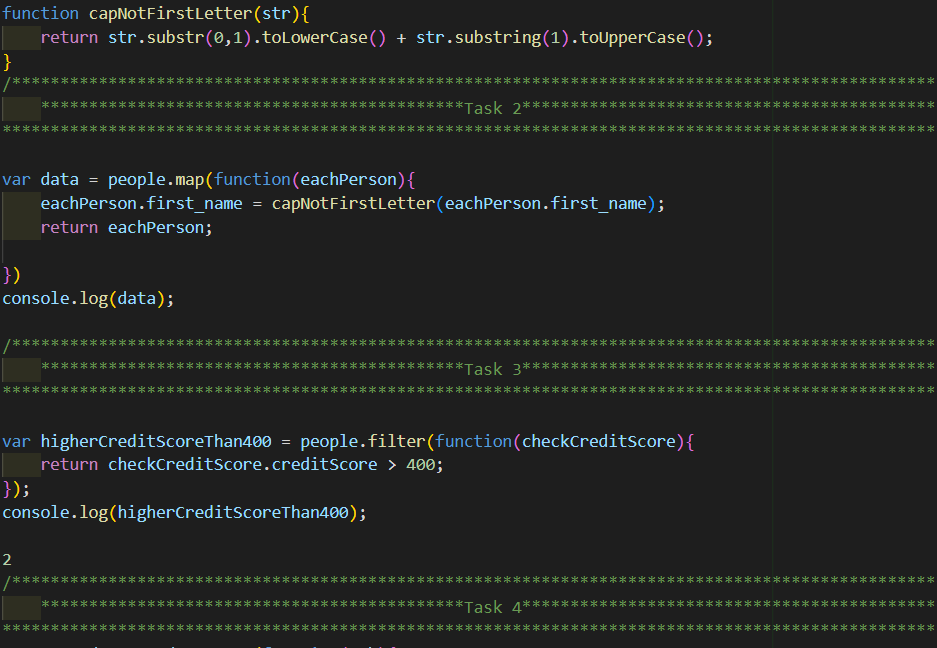 function capNotFirstLetter(str){
return str.substr(0,1).toLowerCase() + str.substring(1).toUpperCase();
}
/************************************************************************************************
********************************************Task 2*******************************************
*************************************************************************************************

var data = people.map(function(eachPerson){
eachPerson.first_name = capNotFirstLetter(eachPerson.first_name);
return eachPerson;

})
console.log(data);

/************************************************************************************************
********************************************Task 3*******************************************
*************************************************************************************************

var higherCreditScoreThan400 = people.filter(function(checkCreditScore){
return checkCreditScore.creditScore > 400;
});
console.log(higherCreditScoreThan400);

2
/************************************************************************************************
********************************************Task 4*******************************************
*************************************************************************************************